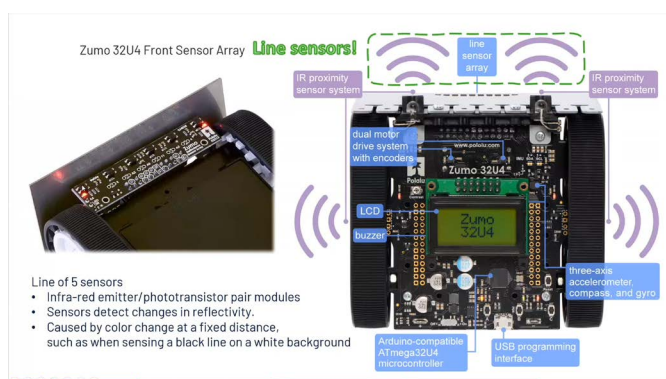 Zumo 32U4 Front Sensor Array Line sensors!
line
sensor
array
IR proximity
sensor system
IR proximity
sensor system
dual motor
drive system
with encoders
www.pololu.com
Zumo 32U4
Pololu
LCD
Zumo
32U4
buzzer
three-axis
accelerometer,
compass, and gyro
Line of 5 sensors
• Infra-red emitter/phototransistor pair modules
• Sensors detect changes in reflectivity.
• Caused by color change at a fixed distance,
such as when sensing a black line on a white background
Arduino-compatible
ATmega32U4
microcontroller
USB programming
interface